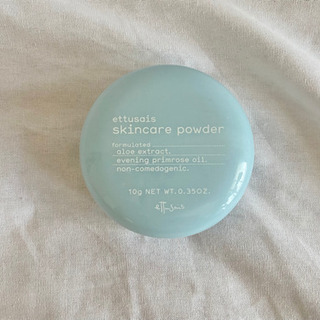 ettusais
skincare powder
formulated
aloe extract.
evening primrose oil.
non-comedogenic.
10g NET WT.0.35OZ.
ettusais